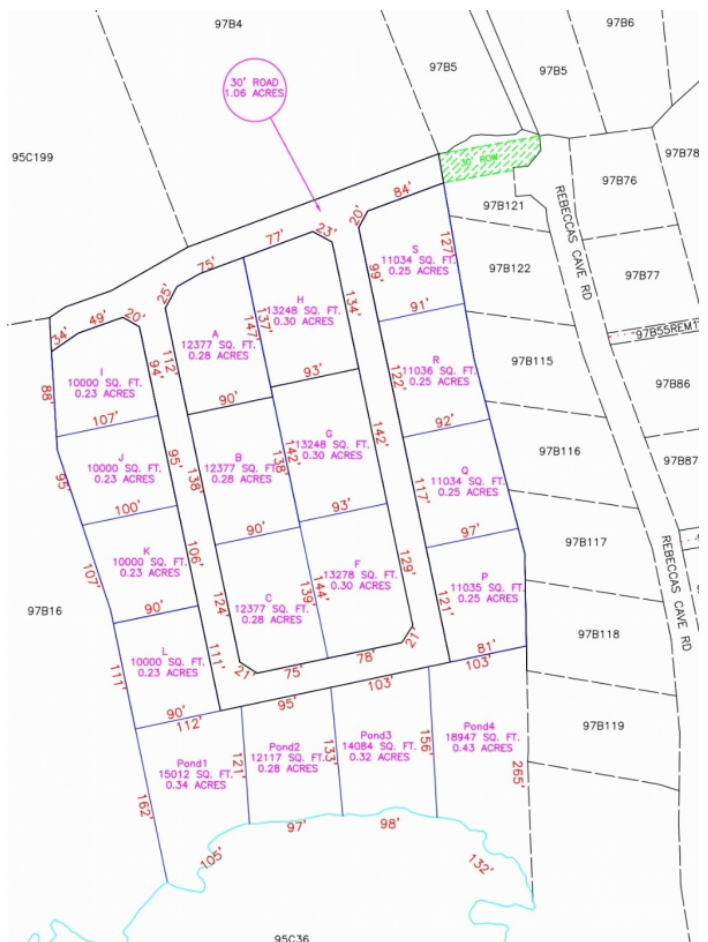 97B4
97B6
97B5
97B5
30' ROAD
1.06 ACRES
95C199
30' ROW
97B78
97B76
84'
20'
23'
77'
97B121
REBECCAS CAVE RD
75'
S
11034 SQ. FT.
0.25 ACRES
127'
99'
97B122
97B77
134'
H
13248 SQ. FT.
0.30 ACRES
137'
147'
25'
49'
20'
34'
91'
A
12377 SQ. FT.
0.28 ACRES
97B55REM1
94'
112'
R
11036 SQ. FT.
0.25 ACRES
122'
97B115
I
10000 SQ. FT.
0.23 ACRES
88'
93'
97B86
90'
107'
92'
142'
G
13248 SQ. FT.
0.30 ACRES
97B116
95'
J
10000 SQ. FT.
0.23 ACRES
B
12377 SQ. FT.
0.28 ACRES
142'
138'
138'
97B87
Q
11034 SQ. FT.
0.25 ACRES
117'
95'
100'
93'
90'
97'
97B117
K
10000 SQ. FT.
0.23 ACRES
106'
107'
129'
F
13278 SQ. FT.
0.30 ACRES
P
11035 SQ. FT.
0.25 ACRES
REBECCAS CAVE RD
144'
139'
C
12377 SQ. FT.
0.28 ACRES
124'
90'
97B16
121'
97B118
21'
81'
L
10000 SQ. FT.
0.23 ACRES
111'
111'
21'
75'
78'
103'
103'
95'
90'
112'
97B119
Pond1
15012 SQ. FT.
0.34 ACRES
121'
Pond2
12117 SQ. FT.
0.28 ACRES
133'
Pond3
14084 SQ. FT.
0.32 ACRES
156'
Pond4
18947 SQ. FT.
0.43 ACRES
265'
162'
97'
98'
105'
132'
95C36